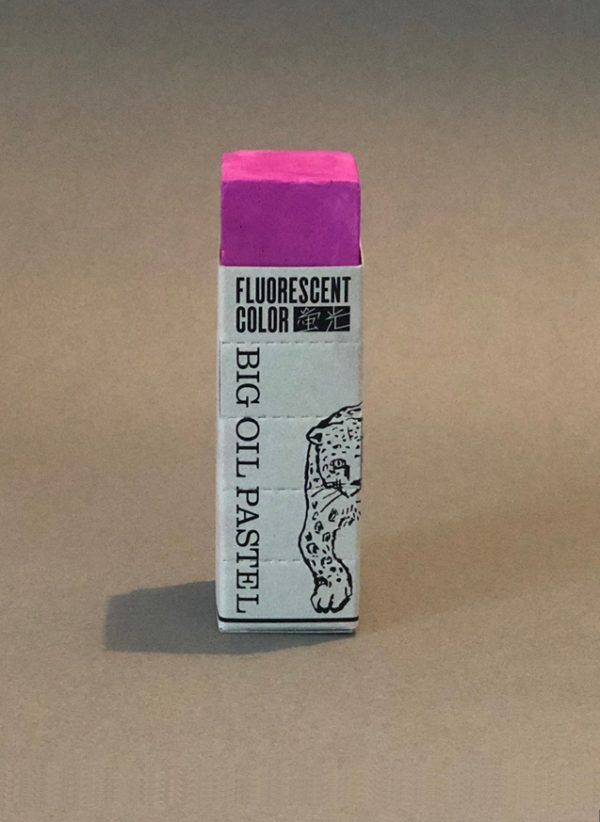 FLUORESCENT
COLOR 蛍光
BIG OIL PASTEL